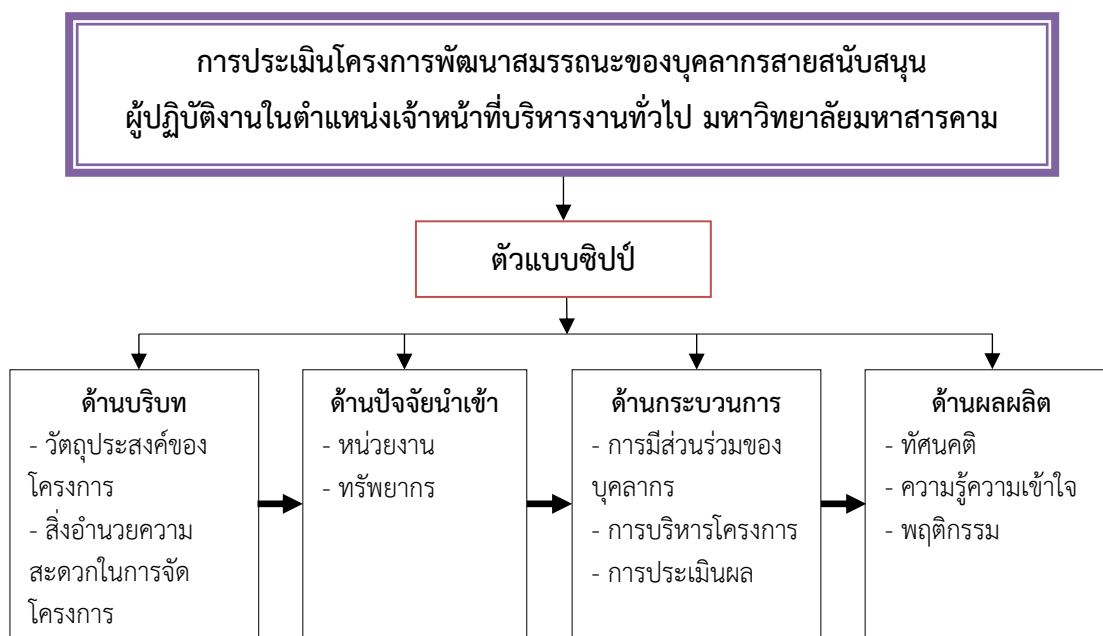 การประเมินโครงการพัฒนาสมรรถนะของบุคลากรสายสนับสนุน
ผู้ปฏิบัติงานในตำแหน่งเจ้าหน้าที่บริหารงานทั่วไป มหาวิทยาลัยมหาสารคาม
ตัวแบบซิปป์
ด้านบริบท
- วัตถุประสงค์ของ
โครงการ
- สิ่งอำนวยความ
สะดวกในการจัด
โครงการ
ด้านปัจจัยนำเข้า
- หน่วยงาน
- ทรัพยากร
ด้านกระบวนการ
- การมีส่วนร่วมของ
บุคลากร
- การบริหารโครงการ
- การประเมินผล
ด้านผลผลิต
- ทัศนคติ
- ความรู้ความเข้าใจ
- พฤติกรรม